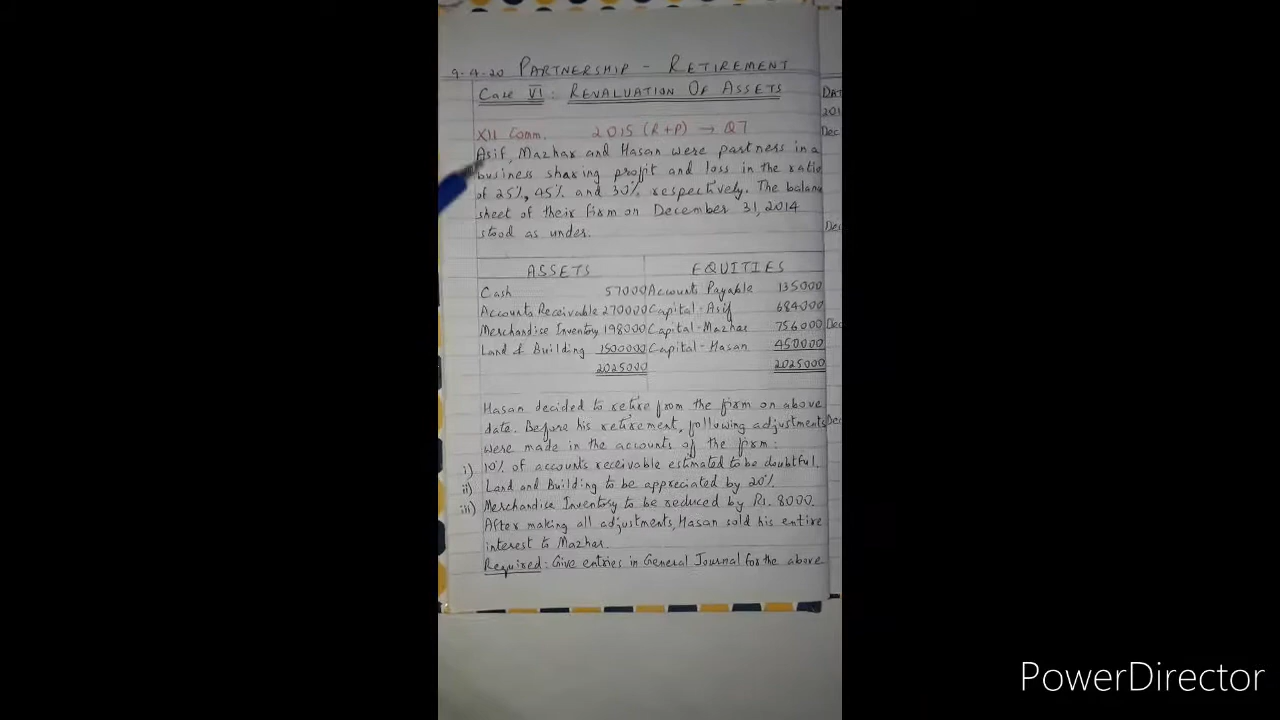 9-4-20 PARTNERSHIP - RETIREMENT
Case VI : REVALUATION OF ASSETS
XII Comm. 2015 (R+P) → Q7
Asif, Mazhar and Hasan were partners in a
business sharing profit and loss in the ratio
of 25%, 45% and 30% respectively. The balan
sheet of their firm on December 31, 2014
stood as under.
ASSETS EQUITIES
Cash 57000 Accounts Payable 135000
Accounts Receivable 270000 Capital-Asif 684000
Merchandise Inventory 198000 Capital-Mazhar 756000
Land & Building 1500000 Capital-Hasan 450000
2025000 2025000
Hasan decided to retire from the firm on above
date. Before his retirement, following adjustments
were made in the accounts of the firm:
i) 10% of accounts receivable estimated to be doubtful.
ii) Land and Building to be appreciated by 20%.
iii) Merchandise Inventory to be reduced by Rs. 8000.
After making all adjustments, Hasan sold his entire
interest to Mazhar.
Required: Give entries in General Journal for the above
DAT
201
Dec
Dec
Dec
Dec
PowerDirector